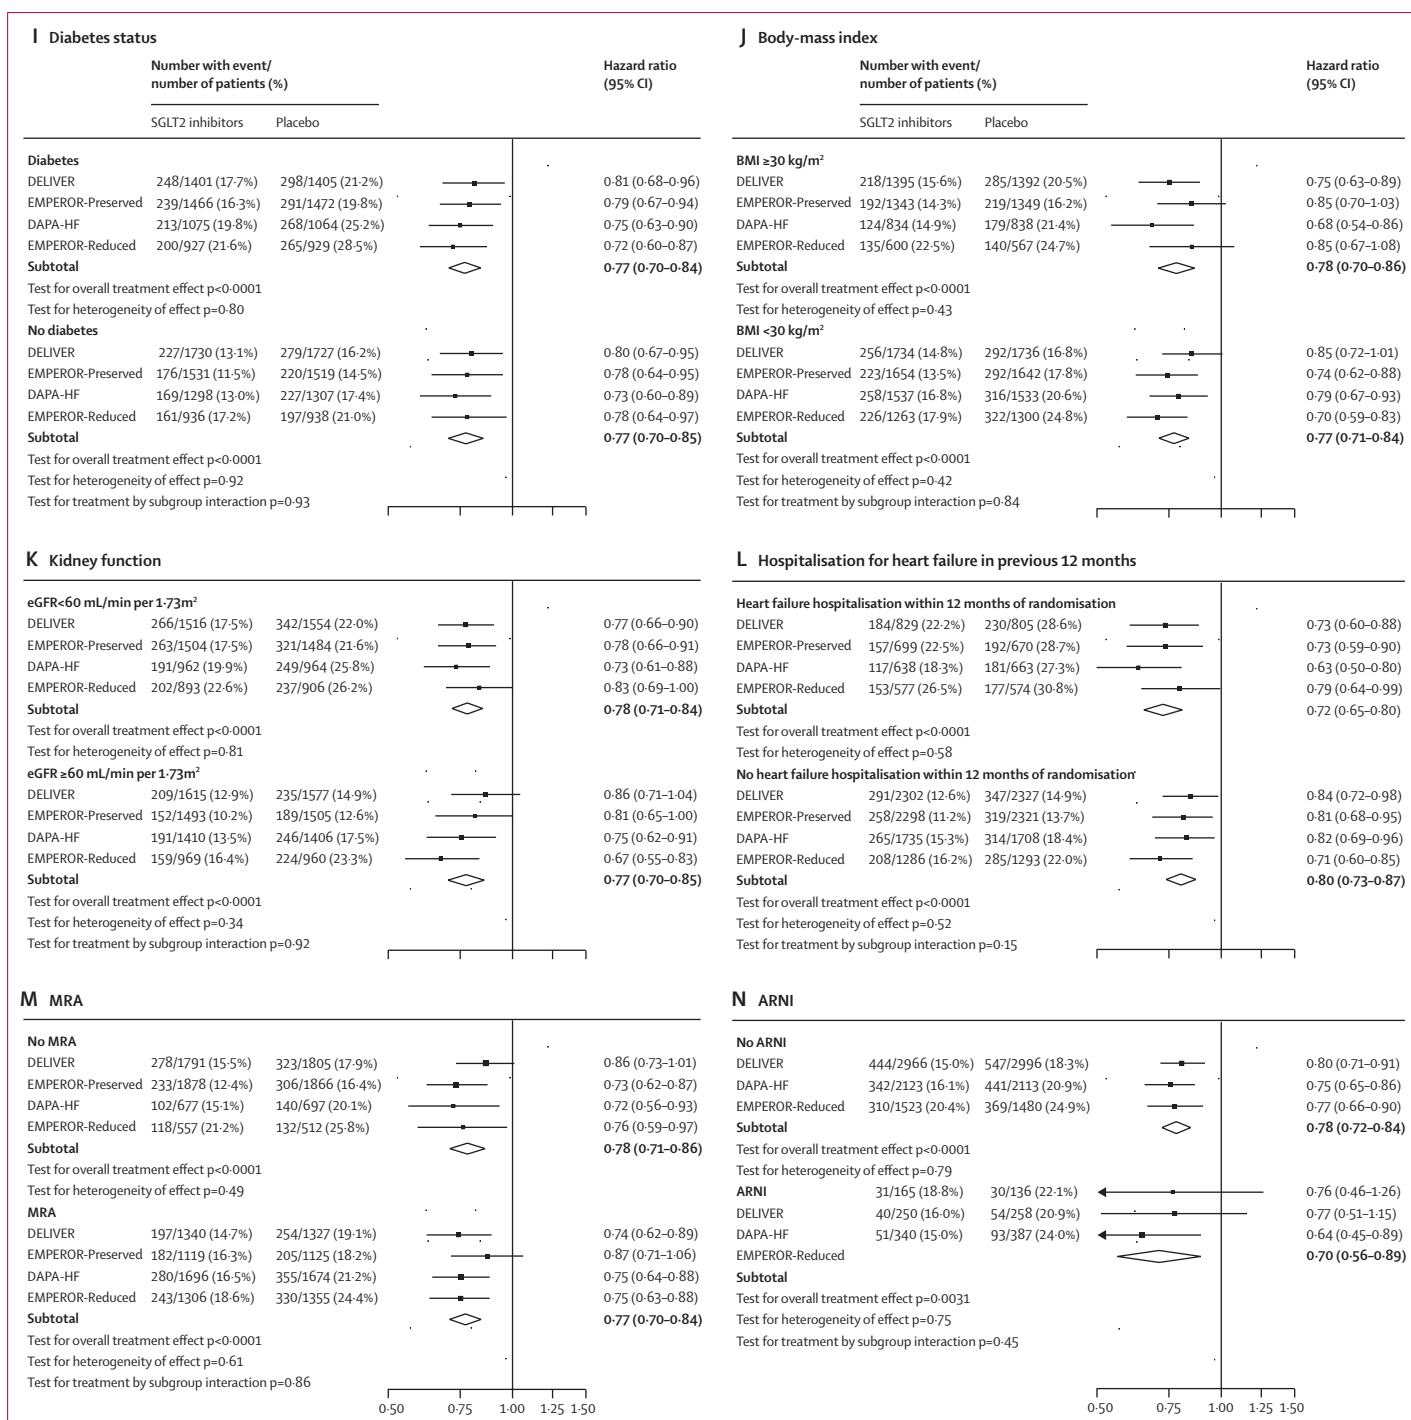 I Diabetes status
Number with event/
number of patients (%)
Hazard ratio
(95% CI)
SGLT2 inhibitors Placebo
Diabetes
DELIVER 248/1401 (17·7%) 298/1405 (21·2%) 0·81 (0·68–0·96)
EMPEROR-Preserved 239/1466 (16·3%) 291/1472 (19·8%) 0·79 (0·67–0·94)
DAPA-HF 213/1075 (19·8%) 268/1064 (25·2%) 0·75 (0·63–0·90)
EMPEROR-Reduced 200/927 (21·6%) 265/929 (28·5%) 0·72 (0·60–0·87)
Subtotal 0·77 (0·70–0·84)
Test for overall treatment effect p<0·0001
Test for heterogeneity of effect p=0·80
No diabetes
DELIVER 227/1730 (13·1%) 279/1727 (16·2%) 0·80 (0·67–0·95)
EMPEROR-Preserved 176/1531 (11·5%) 220/1519 (14·5%) 0·78 (0·64–0·95)
DAPA-HF 169/1298 (13·0%) 227/1307 (17·4%) 0·73 (0·60–0·89)
EMPEROR-Reduced 161/936 (17·2%) 197/938 (21·0%) 0·78 (0·64–0·97)
Subtotal 0·77 (0·70–0·85)
Test for overall treatment effect p<0·0001
Test for heterogeneity of effect p=0·92
Test for treatment by subgroup interaction p=0·93
J Body-mass index
Number with event/
number of patients (%)
Hazard ratio
(95% CI)
SGLT2 inhibitors Placebo
BMI ≥30 kg/m²
DELIVER 218/1395 (15·6%) 285/1392 (20·5%) 0·75 (0·63–0·89)
EMPEROR-Preserved 192/1343 (14·3%) 219/1349 (16·2%) 0·85 (0·70–1·03)
DAPA-HF 124/834 (14·9%) 179/838 (21·4%) 0·68 (0·54–0·86)
EMPEROR-Reduced 135/600 (22·5%) 140/567 (24·7%) 0·85 (0·67–1·08)
Subtotal 0·78 (0·70–0·86)
Test for overall treatment effect p<0·0001
Test for heterogeneity of effect p=0·43
BMI <30 kg/m²
DELIVER 256/1734 (14·8%) 292/1736 (16·8%) 0·85 (0·72–1·01)
EMPEROR-Preserved 223/1654 (13·5%) 292/1642 (17·8%) 0·74 (0·62–0·88)
DAPA-HF 258/1537 (16·8%) 316/1533 (20·6%) 0·79 (0·67–0·93)
EMPEROR-Reduced 226/1263 (17·9%) 322/1300 (24·8%) 0·70 (0·59–0·83)
Subtotal 0·77 (0·71–0·84)
Test for overall treatment effect p<0·0001
Test for heterogeneity of effect p=0·42
Test for treatment by subgroup interaction p=0·84
K Kidney function
eGFR<60 mL/min per 1·73m²
DELIVER 266/1516 (17·5%) 342/1554 (22·0%) 0·77 (0·66–0·90)
EMPEROR-Preserved 263/1504 (17·5%) 321/1484 (21·6%) 0·78 (0·66–0·91)
DAPA-HF 191/962 (19·9%) 249/964 (25·8%) 0·73 (0·61–0·88)
EMPEROR-Reduced 202/893 (22·6%) 237/906 (26·2%) 0·83 (0·69–1·00)
Subtotal 0·78 (0·71–0·84)
Test for overall treatment effect p<0·0001
Test for heterogeneity of effect p=0·81
eGFR ≥60 mL/min per 1·73m²
DELIVER 209/1615 (12·9%) 235/1577 (14·9%) 0·86 (0·71–1·04)
EMPEROR-Preserved 152/1493 (10·2%) 189/1505 (12·6%) 0·81 (0·65–1·00)
DAPA-HF 191/1410 (13·5%) 246/1406 (17·5%) 0·75 (0·62–0·91)
EMPEROR-Reduced 159/969 (16·4%) 224/960 (23·3%) 0·67 (0·55–0·83)
Subtotal 0·77 (0·70–0·85)
Test for overall treatment effect p<0·0001
Test for heterogeneity of effect p=0·34
Test for treatment by subgroup interaction p=0·92
L Hospitalisation for heart failure in previous 12 months
Heart failure hospitalisation within 12 months of randomisation
DELIVER 184/829 (22·2%) 230/805 (28·6%) 0·73 (0·60–0·88)
EMPEROR-Preserved 157/699 (22·5%) 192/670 (28·7%) 0·73 (0·59–0·90)
DAPA-HF 117/638 (18·3%) 181/663 (27·3%) 0·63 (0·50–0·80)
EMPEROR-Reduced 153/577 (26·5%) 177/574 (30·8%) 0·79 (0·64–0·99)
Subtotal 0·72 (0·65–0·80)
Test for overall treatment effect p<0·0001
Test for heterogeneity of effect p=0·58
No heart failure hospitalisation within 12 months of randomisation
DELIVER 291/2302 (12·6%) 347/2327 (14·9%) 0·84 (0·72–0·98)
EMPEROR-Preserved 258/2298 (11·2%) 319/2321 (13·7%) 0·81 (0·68–0·95)
DAPA-HF 265/1735 (15·3%) 314/1708 (18·4%) 0·82 (0·69–0·96)
EMPEROR-Reduced 208/1286 (16·2%) 285/1293 (22·0%) 0·71 (0·60–0·85)
Subtotal 0·80 (0·73–0·87)
Test for overall treatment effect p<0·0001
Test for heterogeneity of effect p=0·52
Test for treatment by subgroup interaction p=0·15
M MRA
No MRA
DELIVER 278/1791 (15·5%) 323/1805 (17·9%) 0·86 (0·73–1·01)
EMPEROR-Preserved 233/1878 (12·4%) 306/1866 (16·4%) 0·73 (0·62–0·87)
DAPA-HF 102/677 (15·1%) 140/697 (20·1%) 0·72 (0·56–0·93)
EMPEROR-Reduced 118/557 (21·2%) 132/512 (25·8%) 0·76 (0·59–0·97)
Subtotal 0·78 (0·71–0·86)
Test for overall treatment effect p<0·0001
Test for heterogeneity of effect p=0·49
MRA
DELIVER 197/1340 (14·7%) 254/1327 (19·1%) 0·74 (0·62–0·89)
EMPEROR-Preserved 182/1119 (16·3%) 205/1125 (18·2%) 0·87 (0·71–1·06)
DAPA-HF 280/1696 (16·5%) 355/1674 (21·2%) 0·75 (0·64–0·88)
EMPEROR-Reduced 243/1306 (18·6%) 330/1355 (24·4%) 0·75 (0·63–0·88)
Subtotal 0·77 (0·70–0·84)
Test for overall treatment effect p<0·0001
Test for heterogeneity of effect p=0·61
Test for treatment by subgroup interaction p=0·86
0·50 0·75 1·00 1·25 1·50
N ARNI
No ARNI
DELIVER 444/2966 (15·0%) 547/2996 (18·3%) 0·80 (0·71–0·91)
DAPA-HF 342/2123 (16·1%) 441/2113 (20·9%) 0·75 (0·65–0·86)
EMPEROR-Reduced 310/1523 (20·4%) 369/1480 (24·9%) 0·77 (0·66–0·90)
Subtotal 0·78 (0·72–0·84)
Test for overall treatment effect p<0·0001
Test for heterogeneity of effect p=0·79
ARNI 31/165 (18·8%) 30/136 (22·1%) 0·76 (0·46–1·26)
DELIVER 40/250 (16·0%) 54/258 (20·9%) 0·77 (0·51–1·15)
DAPA-HF 51/340 (15·0%) 93/387 (24·0%) 0·64 (0·45–0·89)
EMPEROR-Reduced 0·70 (0·56–0·89)
Subtotal
Test for overall treatment effect p=0·0031
Test for heterogeneity of effect p=0·75
Test for treatment by subgroup interaction p=0·45
0·50 0·75 1·00 1·25 1·50